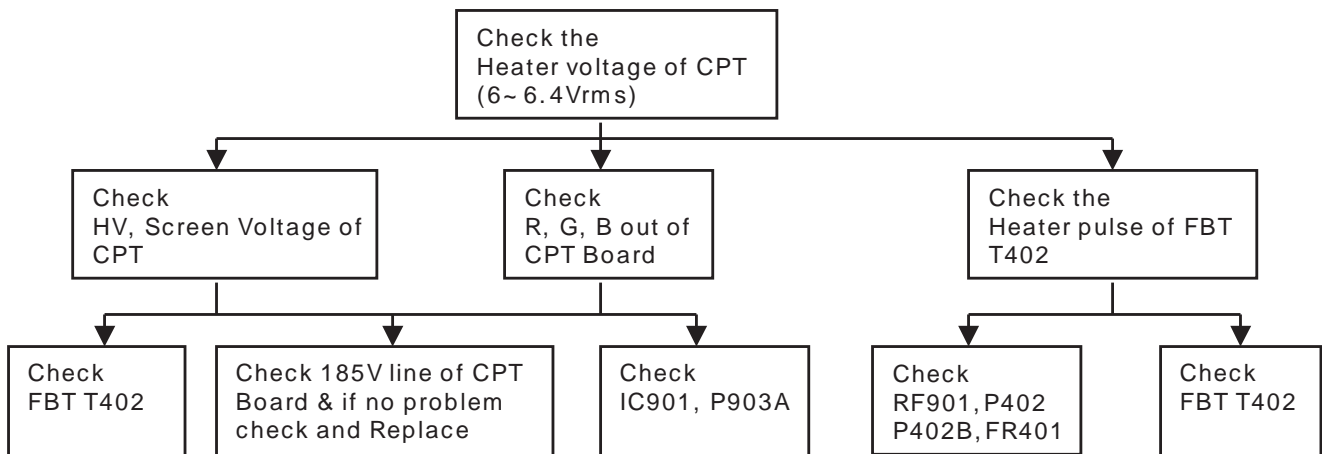 Check the
Heater voltage of CPT
(6~6.4Vrms)
Check
HV, Screen Voltage of
CPT
Check
R, G, B out of
CPT Board
Check the
Heater pulse of FBT
T402
Check
FBT T402
Check 185V line of CPT
Board & if no problem
check and Replace
Check
IC901, P903A
Check
RF901, P402
P402B, FR401
Check
FBT T402